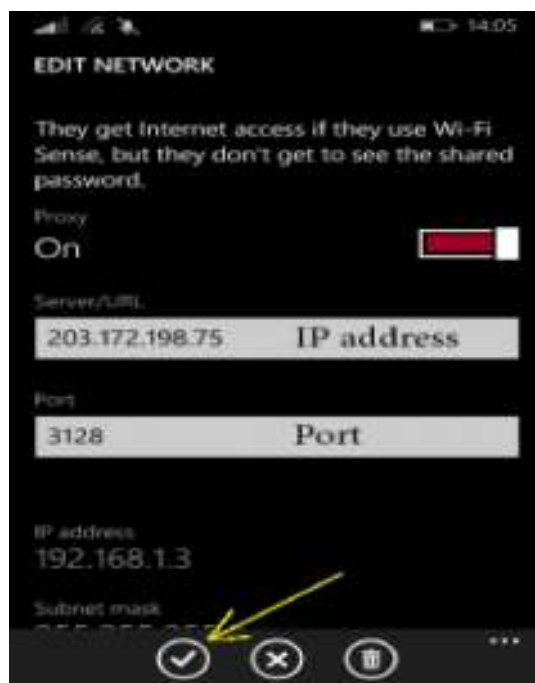 14:05
EDIT NETWORK
They get Internet access if they use Wi-Fi
Sense, but they don't get to see the shared
password.
Proxy
On
Server/URL
203.172.198.75 IP address
Port
3128 Port
IP address
192.168.1.3
Subnet mask